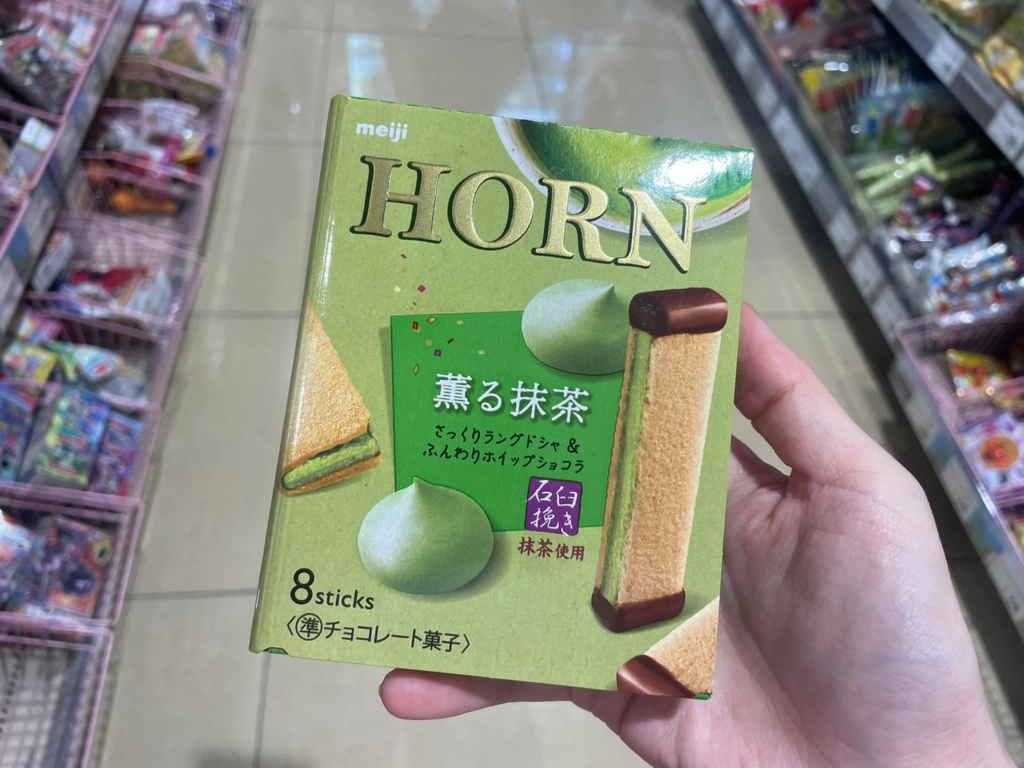 meiji
HORN
薫る抹茶
さっくりラングドシャ &
ふんわりホイップショコラ
石臼
挽き
抹茶使用
8 sticks
〈準チョコレート菓子〉